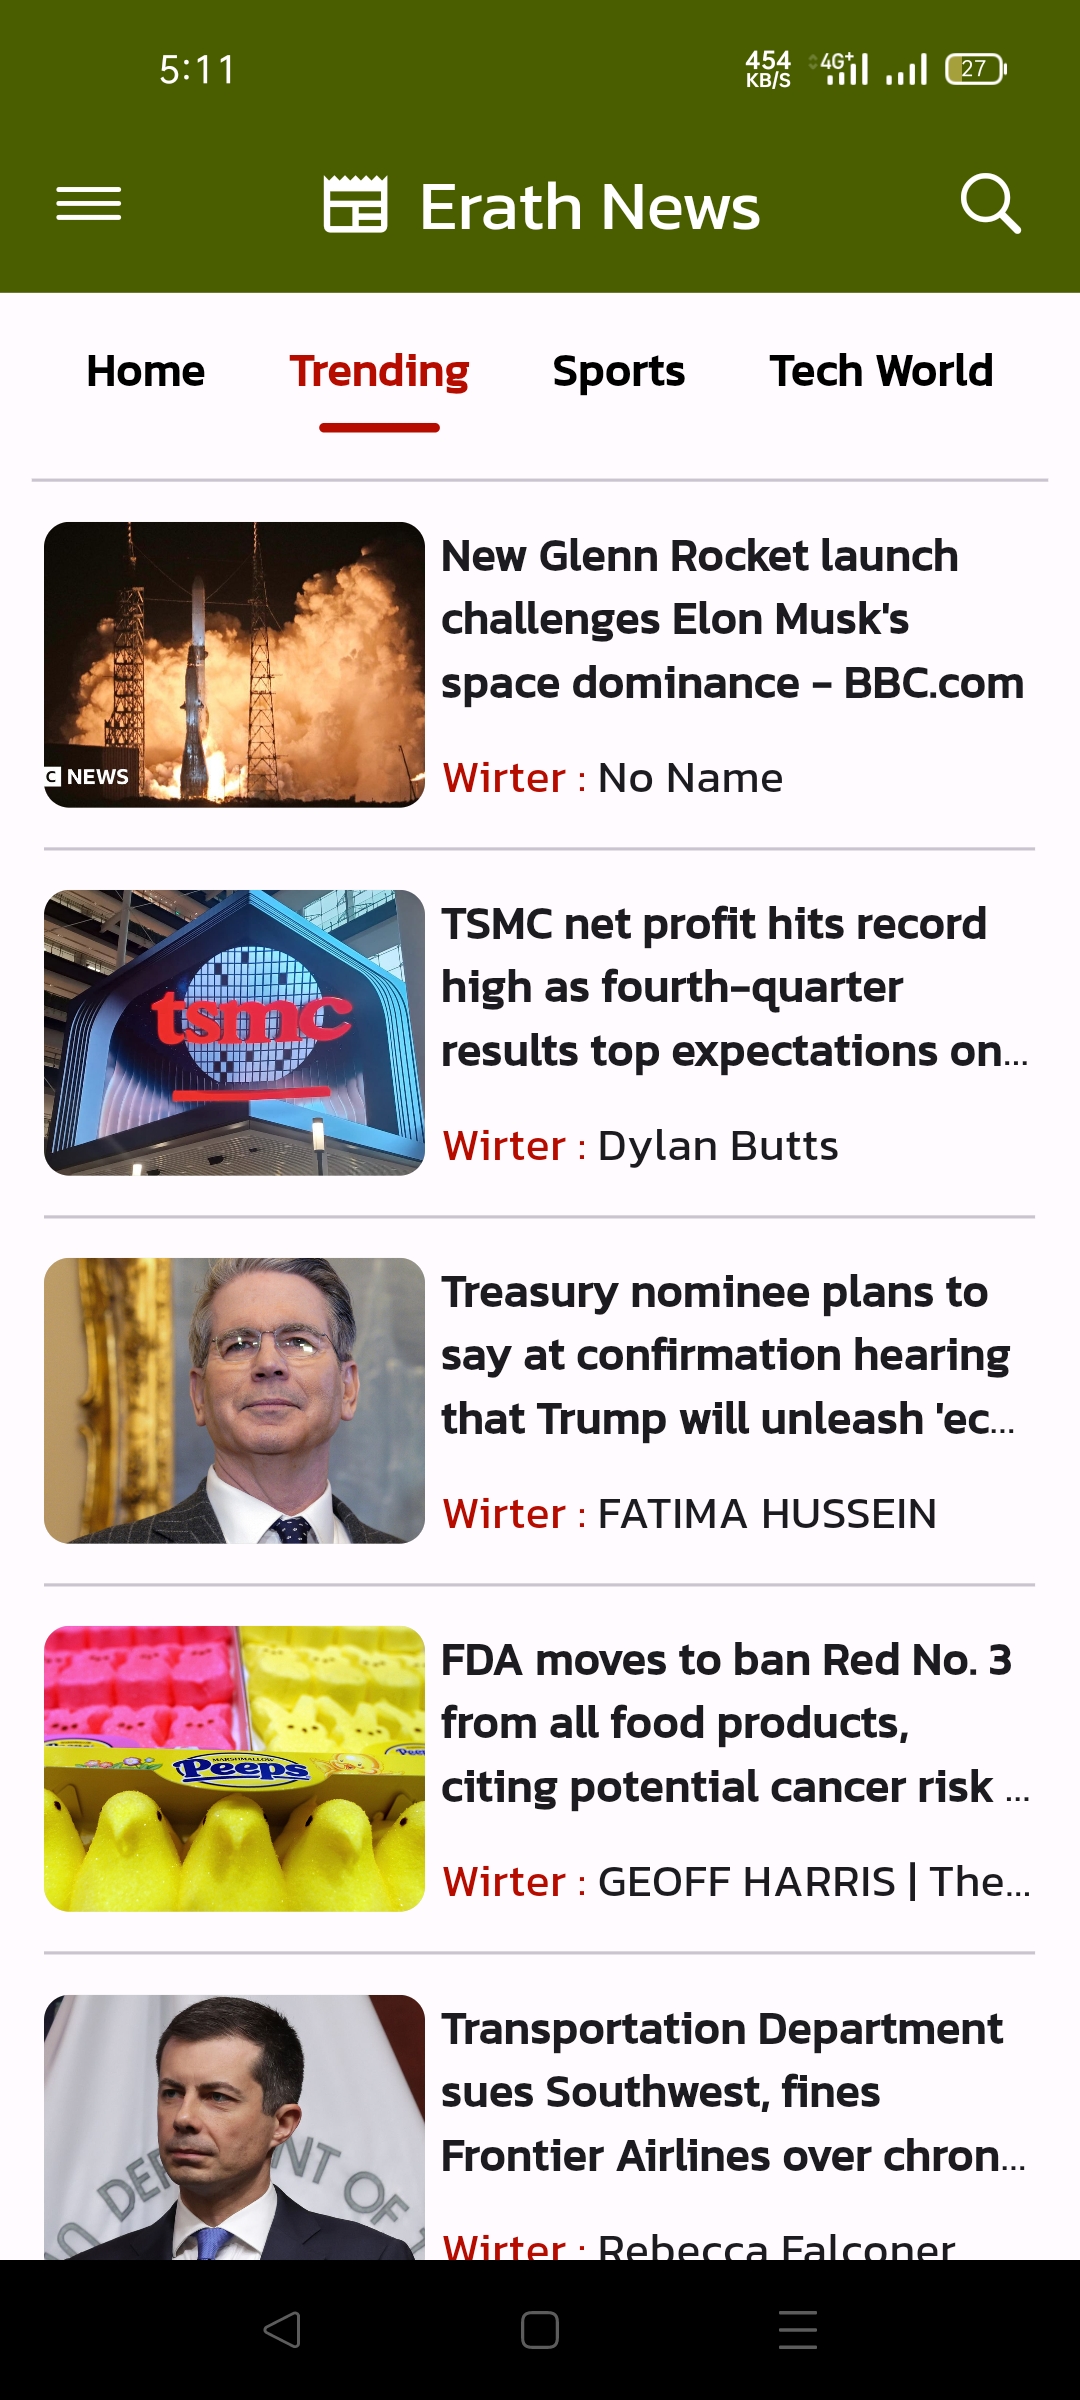 5:11
454
KB/S
4G+
27
Erath News
Home
Trending
Sports
Tech World
New Glenn Rocket launch
challenges Elon Musk's
space dominance - BBC.com
C NEWS
Wirter : No Name
TSMC net profit hits record
high as fourth-quarter
results top expectations on...
tsmc
Wirter : Dylan Butts
Treasury nominee plans to
say at confirmation hearing
that Trump will unleash 'ec...
Wirter : FATIMA HUSSEIN
FDA moves to ban Red No. 3
from all food products,
citing potential cancer risk ...
MARSHMALLOW
Peeps
Peep
Wirter : GEOFF HARRIS | The...
Transportation Department
sues Southwest, fines
Frontier Airlines over chron...
NT OF
Wirter : Rebecca Falconer